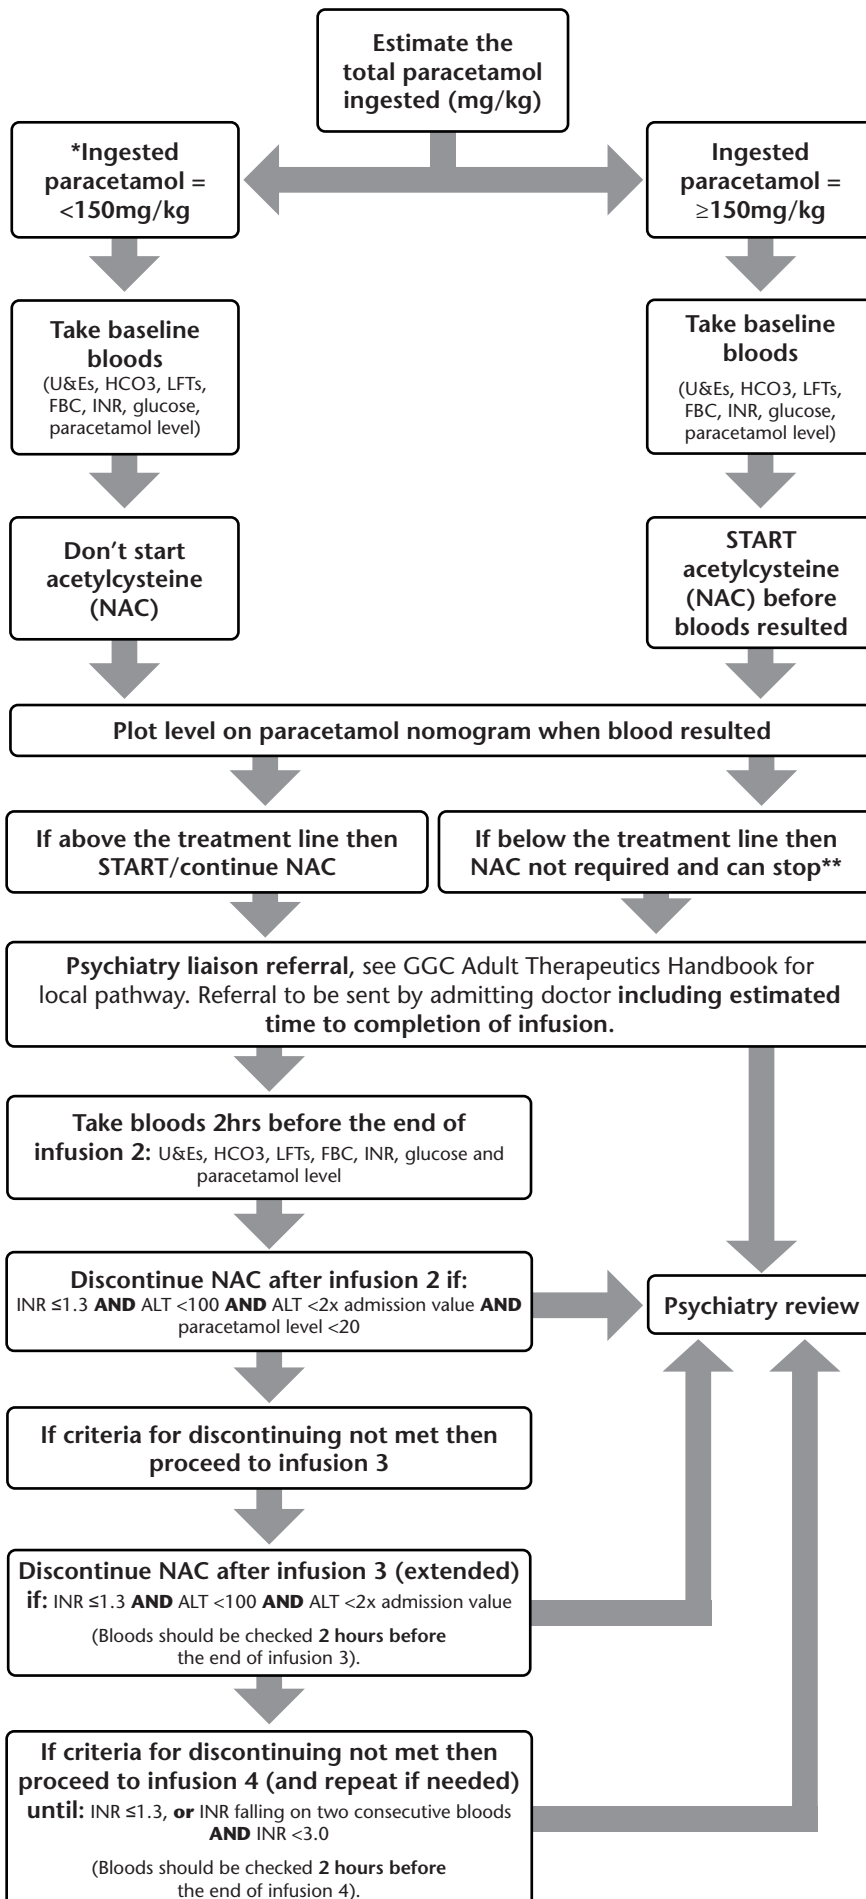 Estimate the
total paracetamol
ingested (mg/kg)
*Ingested
paracetamol =
<150mg/kg
Ingested
paracetamol =
≥150mg/kg
Take baseline
bloods
(U&Es, HCO3, LFTs,
FBC, INR, glucose,
paracetamol level)
Take baseline
bloods
(U&Es, HCO3, LFTs,
FBC, INR, glucose,
paracetamol level)
Don't start
acetylcysteine
(NAC)
START
acetylcysteine
(NAC) before
bloods resulted
Plot level on paracetamol nomogram when blood resulted
If above the treatment line then
START/continue NAC
If below the treatment line then
NAC not required and can stop**
Psychiatry liaison referral, see GGC Adult Therapeutics Handbook for
local pathway. Referral to be sent by admitting doctor including estimated
time to completion of infusion.
Take bloods 2hrs before the end of
infusion 2: U&Es, HCO3, LFTs, FBC, INR, glucose and
paracetamol level
Discontinue NAC after infusion 2 if:
INR ≤1.3 AND ALT <100 AND ALT <2x admission value AND
paracetamol level <20
Psychiatry review
If criteria for discontinuing not met then
proceed to infusion 3
Discontinue NAC after infusion 3 (extended)
if: INR ≤1.3 AND ALT <100 AND ALT <2x admission value
(Bloods should be checked 2 hours before
the end of infusion 3).
If criteria for discontinuing not met then
proceed to infusion 4 (and repeat if needed)
until: INR ≤1.3, or INR falling on two consecutive bloods
AND INR <3.0
(Bloods should be checked 2 hours before
the end of infusion 4).